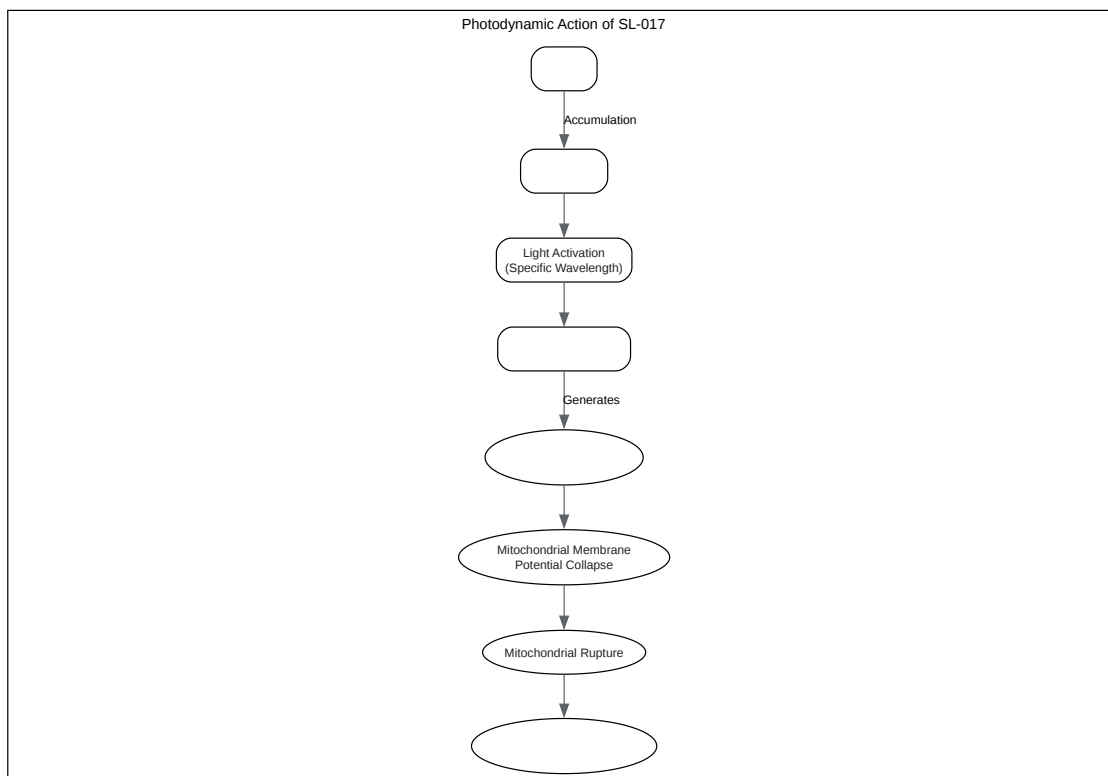 Photodynamic Action of SL-017
Accumulation
Light Activation
(Specific Wavelength)
Generates
Mitochondrial Membrane
Potential Collapse
Mitochondrial Rupture